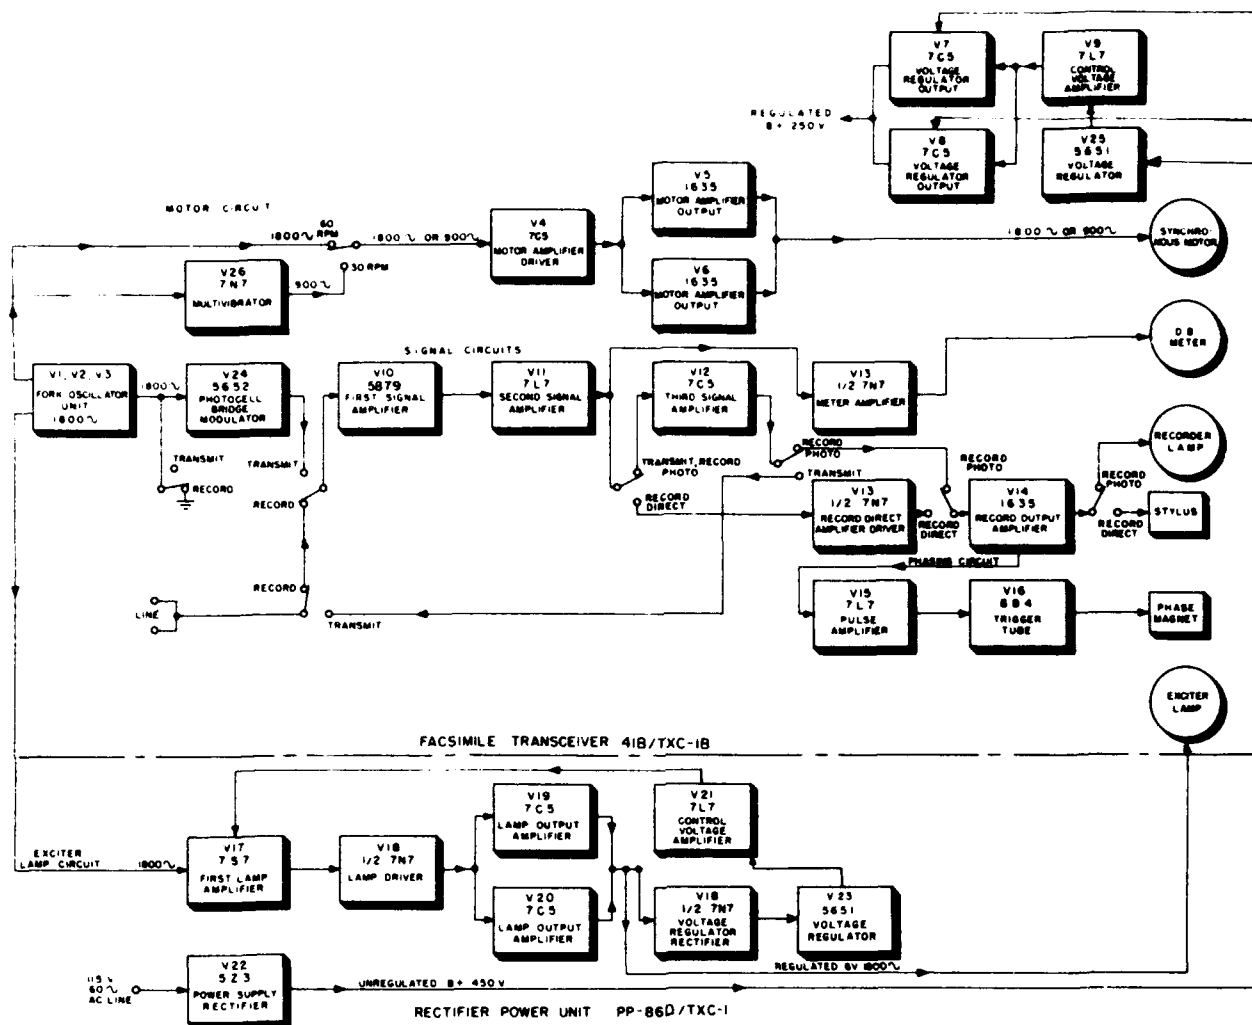 V7
7C5
VOLTAGE
REGULATOR
OUTPUT
V9
7L7
CONTROL
VOLTAGE
AMPLIFIER
REGULATED
B+ 250V
V8
7C5
VOLTAGE
REGULATOR
OUTPUT
V25
5651
VOLTAGE
REGULATOR
MOTOR CIRCUIT
1800~
60
RPM
1800~ OR 900~
V4
7C5
MOTOR AMPLIFIER
DRIVER
V5
1635
MOTOR AMPLIFIER
OUTPUT
V6
1635
MOTOR AMPLIFIER
OUTPUT
1800~ OR 900~
SYNCHRO-
NOUS MOTOR
V26
7N7
MULTIVIBRATOR
900~
30 RPM
SIGNAL CIRCUITS
DB
METER
V1, V2, V3
FORK OSCILLATOR
UNIT
1800~
1800~
V24
5652
PHOTOCELL
BRIDGE
MODULATOR
V10
5879
FIRST SIGNAL
AMPLIFIER
V11
7L7
SECOND SIGNAL
AMPLIFIER
V12
7C5
THIRD SIGNAL
AMPLIFIER
V13
1/2 7N7
METER AMPLIFIER
TRANSMIT
RECORD
TRANSMIT
RECORD
TRANSMIT, RECORD
PHOTO
RECORD
DIRECT
RECORD
PHOTO
TRANSMIT
V13
1/2 7N7
RECORD DIRECT
AMPLIFIER DRIVER
RECORD
PHOTO
RECORD
DIRECT
V14
1635
RECORD OUTPUT
AMPLIFIER
RECORD
PHOTO
RECORD
DIRECT
RECORDER
LAMP
STYLUS
PHASING CIRCUIT
RECORD
LINE
TRANSMIT
V15
7L7
PULSE
AMPLIFIER
V16
884
TRIGGER
TUBE
PHASE
MAGNET
EXCITER
LAMP
FACSIMILE TRANSCEIVER 41B/TXC-1B
EXCITER
LAMP CIRCUIT
1800~
V17
7S7
FIRST LAMP
AMPLIFIER
V18
1/2 7N7
LAMP DRIVER
V19
7C5
LAMP OUTPUT
AMPLIFIER
V20
7C5
LAMP OUTPUT
AMPLIFIER
V21
7L7
CONTROL
VOLTAGE
AMPLIFIER
V18
1/2 7N7
VOLTAGE
REGULATOR
RECTIFIER
V23
5651
VOLTAGE
REGULATOR
REGULATED 6V 1800~
115 V
60~
AC LINE
V22
5Z3
POWER SUPPLY
RECTIFIER
UNREGULATED B+ 450V
RECTIFIER POWER UNIT PP-86D/TXC-1